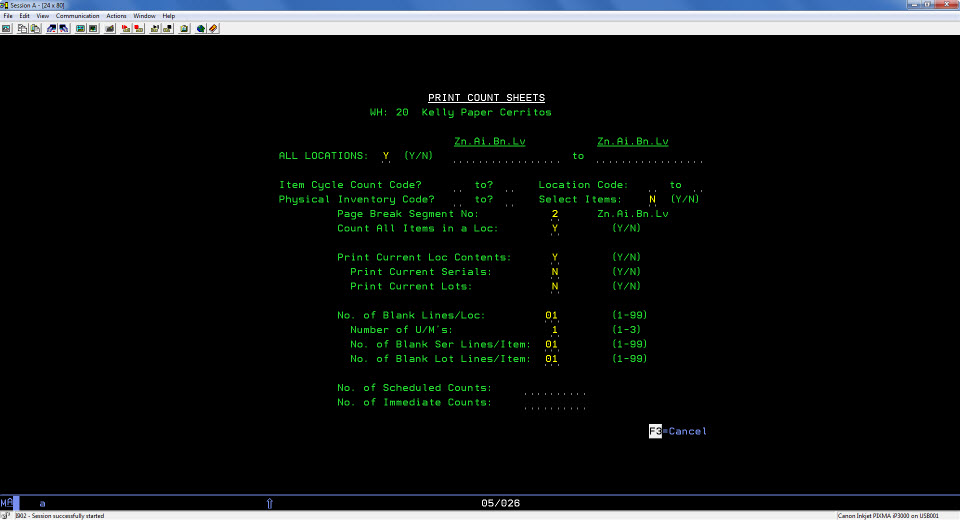 Session A - [24 x 80]
File Edit View Communication Actions Window Help
PRINT COUNT SHEETS
WH: 20 Kelly Paper Cerritos
Zn.Ai.Bn.Lv Zn.Ai.Bn.Lv
ALL LOCATIONS: Y (Y/N) to
Item Cycle Count Code? to? Location Code: to
Physical Inventory Code? to? Select Items: N (Y/N)
Page Break Segment No: 2 Zn.Ai.Bn.Lv
Count All Items in a Loc: Y (Y/N)
Print Current Loc Contents: Y (Y/N)
Print Current Serials: N (Y/N)
Print Current Lots: N (Y/N)
No. of Blank Lines/Loc: 01 (1-99)
Number of U/M's: 1 (1-3)
No. of Blank Ser Lines/Item: 01 (1-99)
No. of Blank Lot Lines/Item: 01 (1-99)
No. of Scheduled Counts:
No. of Immediate Counts:
F3=Cancel
MA a 05/026
I902 - Session successfully started Canon Inkjet PIXMA iP3000 on USB001